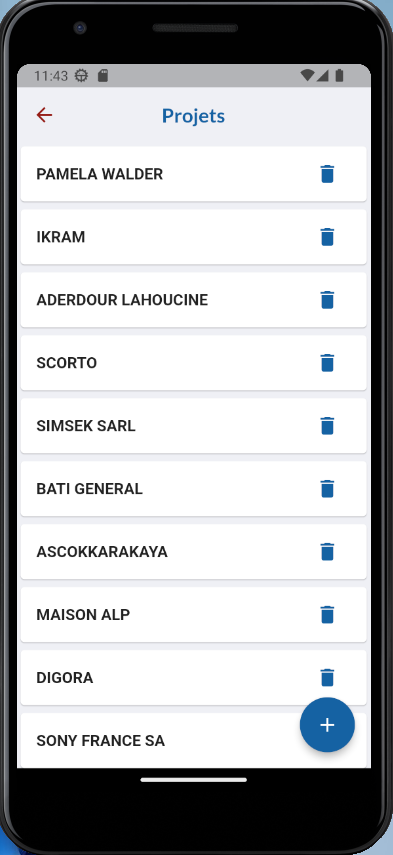 11:43
Projets
PAMELA WALDER
IKRAM
ADERDOUR LAHOUCINE
SCORTO
SIMSEK SARL
BATI GENERAL
ASCOKKARAKAYA
MAISON ALP
DIGORA
SONY FRANCE SA